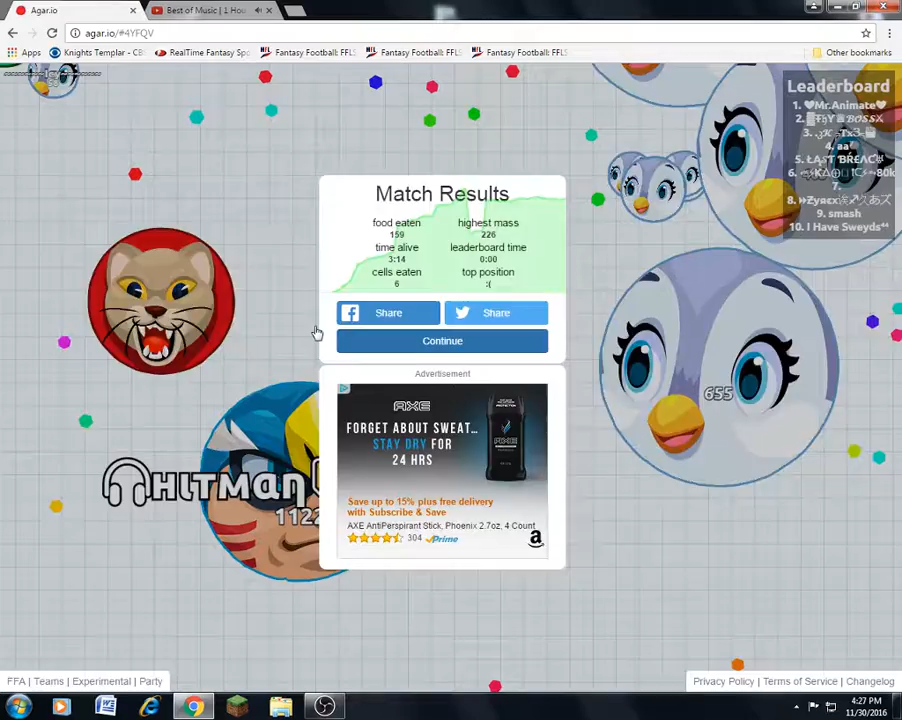 Agar.io
Best of Music | 1 Hou
agar.io/#4YFQV
Apps
Knights Templar - CB
RealTime Fantasy Spo
Fantasy Football: FFL
Fantasy Football: FFL
Fantasy Football: FFL
Other bookmarks
Leaderboard
1. ♥Mr.Animate♥
4. aa
7.
9. smash
10. I Have Sweyds⁴⁴
Match Results
food eaten
159
highest mass
226
time alive
3:14
leaderboard time
0:00
cells eaten
6
top position
:(
Share
Share
Continue
Advertisement
AXE
FORGET ABOUT SWEAT...
STAY DRY FOR
24 HRS
Save up to 15% plus free delivery
with Subscribe & Save
AXE AntiPerspirant Stick, Phoenix 2.7oz, 4 Count
304 Prime
655
HITMAN
1122
FFA | Teams | Experimental | Party
Privacy Policy | Terms of Service | Changelog
4:27 PM
11/30/2016